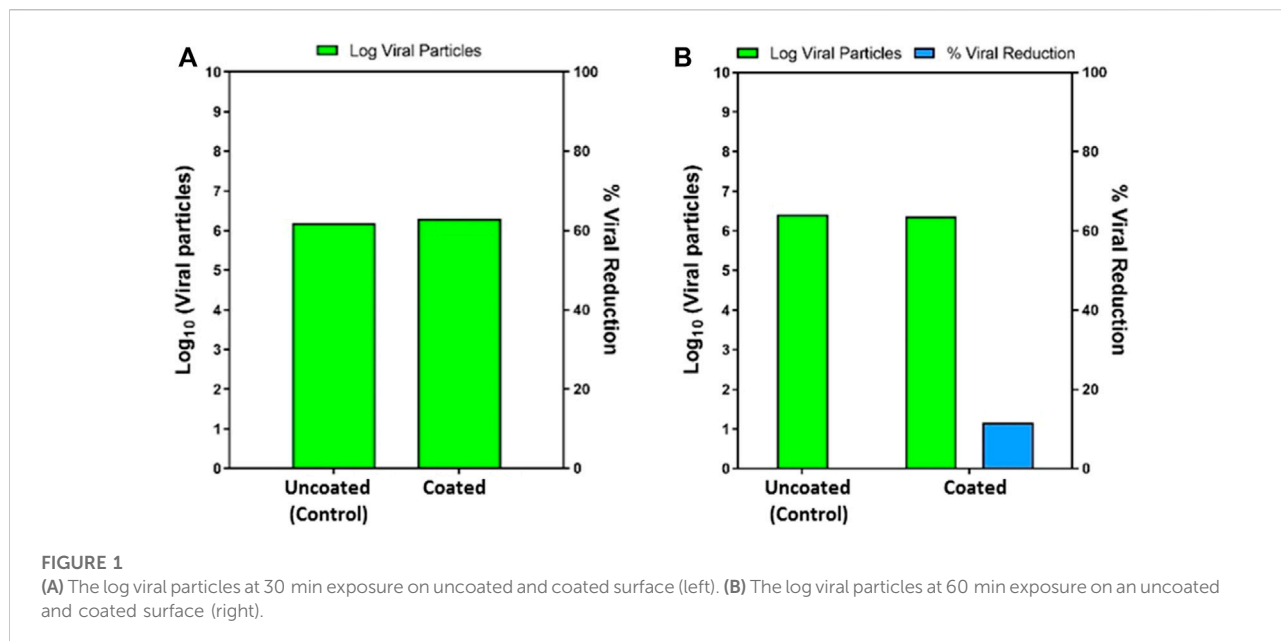 A
Log Viral Particles
10
9
8
7
6
5
4
3
2
1
0
Log10 (Viral particles)
100
80
60
40
20
0
% Viral Reduction
Uncoated
(Control)
Coated
B
Log Viral Particles % Viral Reduction
10
9
8
7
6
5
4
3
2
1
0
Log10 (Viral particles)
100
80
60
40
20
0
% Viral Reduction
Uncoated
(Control)
Coated
FIGURE 1
(A) The log viral particles at 30 min exposure on uncoated and coated surface (left). (B) The log viral particles at 60 min exposure on an uncoated
and coated surface (right).